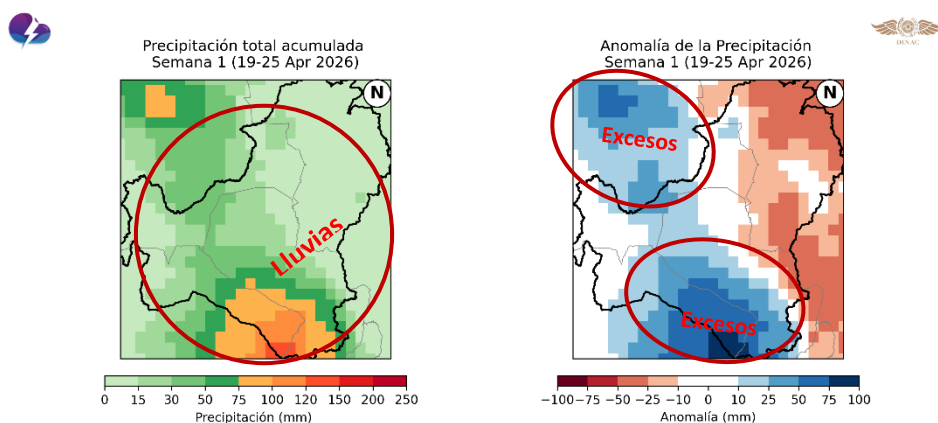 Precipitación total acumulada
Semana 1 (19-25 Apr 2026)
N
Lluvias
0 15 30 50 75 100 120 150 200 250
Precipitación (mm)
DINAC
Anomalía de la Precipitación
Semana 1 (19-25 Apr 2026)
N
Excesos
Excesos
−100 −75 −50 −25 −10 0 10 25 50 75 100
Anomalía (mm)